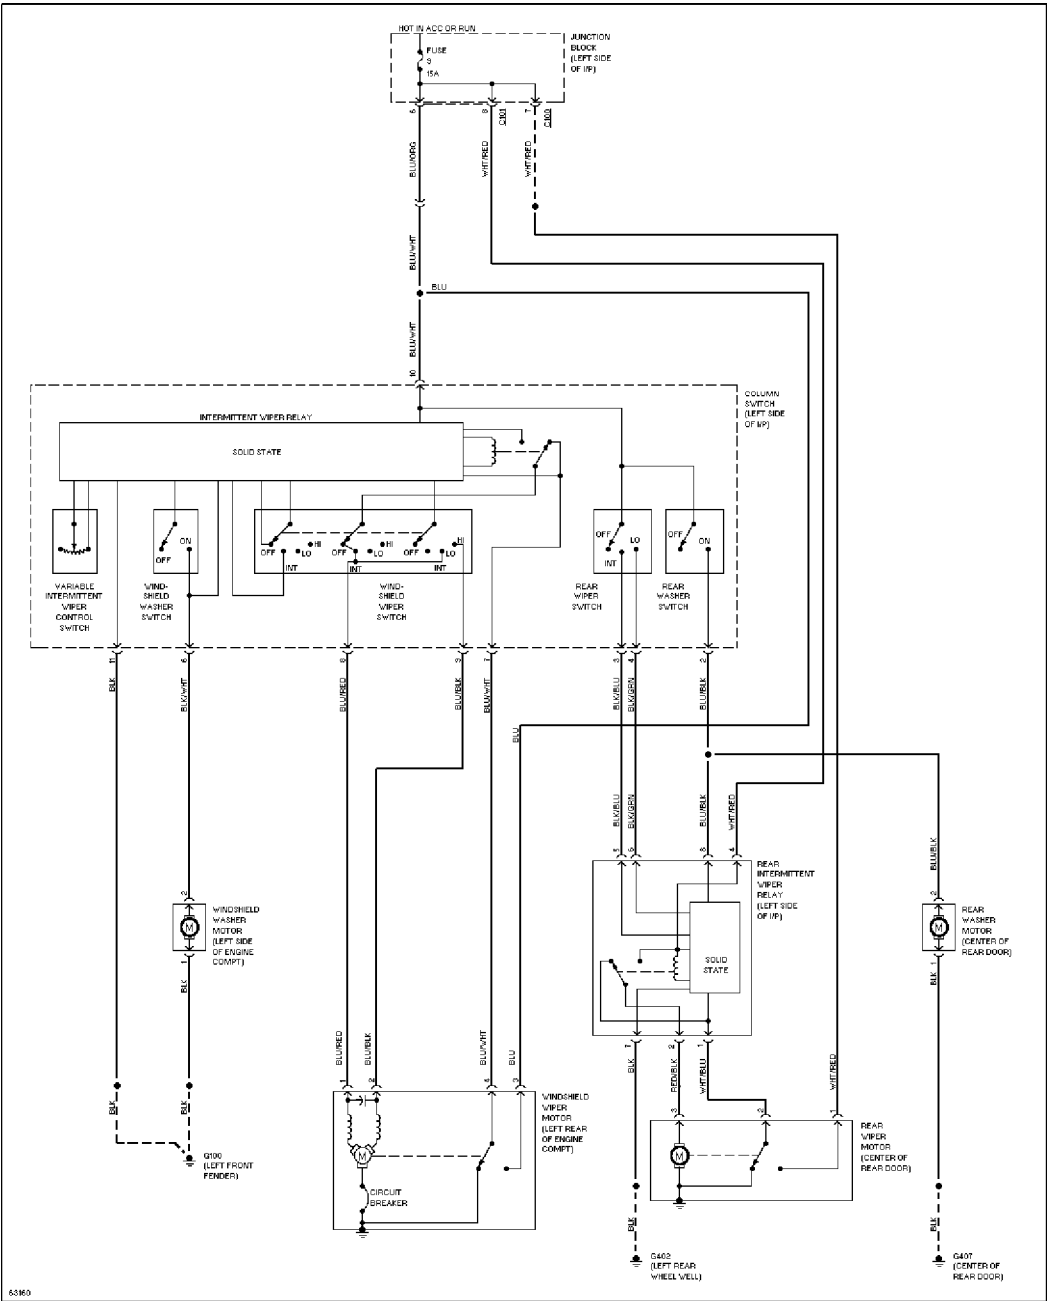 HOT IN ACC OR RUN
JUNCTION
BLOCK
(LEFT SIDE
OF I/P)
FUSE
9
15A
5
8
C101
7
C100
BLU/ORG
WHT/RED
WHT/RED
BLU/WHT
BLU
BLU/WHT
10
COLUMN
SWITCH
(LEFT SIDE
OF I/P)
INTERMITTENT WIPER RELAY
SOLID STATE
OFF
ON
OFF
LO
HI
INT
OFF
LO
HI
INT
OFF
LO
HI
INT
OFF
LO
INT
OFF
ON
VARIABLE
INTERMITTENT
WIPER
CONTROL
SWITCH
WIND-
SHIELD
WASHER
SWITCH
WIND-
SHIELD
WIPER
SWITCH
REAR
WIPER
SWITCH
REAR
WASHER
SWITCH
11
6
8
9
7
3
4
2
BLK
BLK/WHT
BLU/RED
BLU/BLK
BLU/WHT
BLU
BLK/BLU
BLK/GRN
BLU/BLK
BLK/BLU
BLK/GRN
BLU/BLK
WHT/RED
BLU/BLK
5
6
8
4
REAR
INTERMITTENT
WIPER
RELAY
(LEFT SIDE
OF I/P)
SOLID
STATE
2
M
1
WINDSHIELD
WASHER
MOTOR
(LEFT SIDE
OF ENGINE
COMPT)
2
M
1
REAR
WASHER
MOTOR
(CENTER OF
REAR DOOR)
BLK
BLK
BLU/RED
BLU/BLK
BLU/WHT
BLU
7
2
1
BLK
RED/BLK
WHT/BLU
WHT/RED
1
2
4
3
WINDSHIELD
WIPER
MOTOR
(LEFT REAR
OF ENGINE
COMPT)
M
CIRCUIT
BREAKER
3
2
1
M
REAR
WIPER
MOTOR
(CENTER OF
REAR DOOR)
BLK
BLK
G100
(LEFT FRONT
FENDER)
BLK
BLK
G402
(LEFT REAR
WHEEL WELL)
G407
(CENTER OF
REAR DOOR)
63160